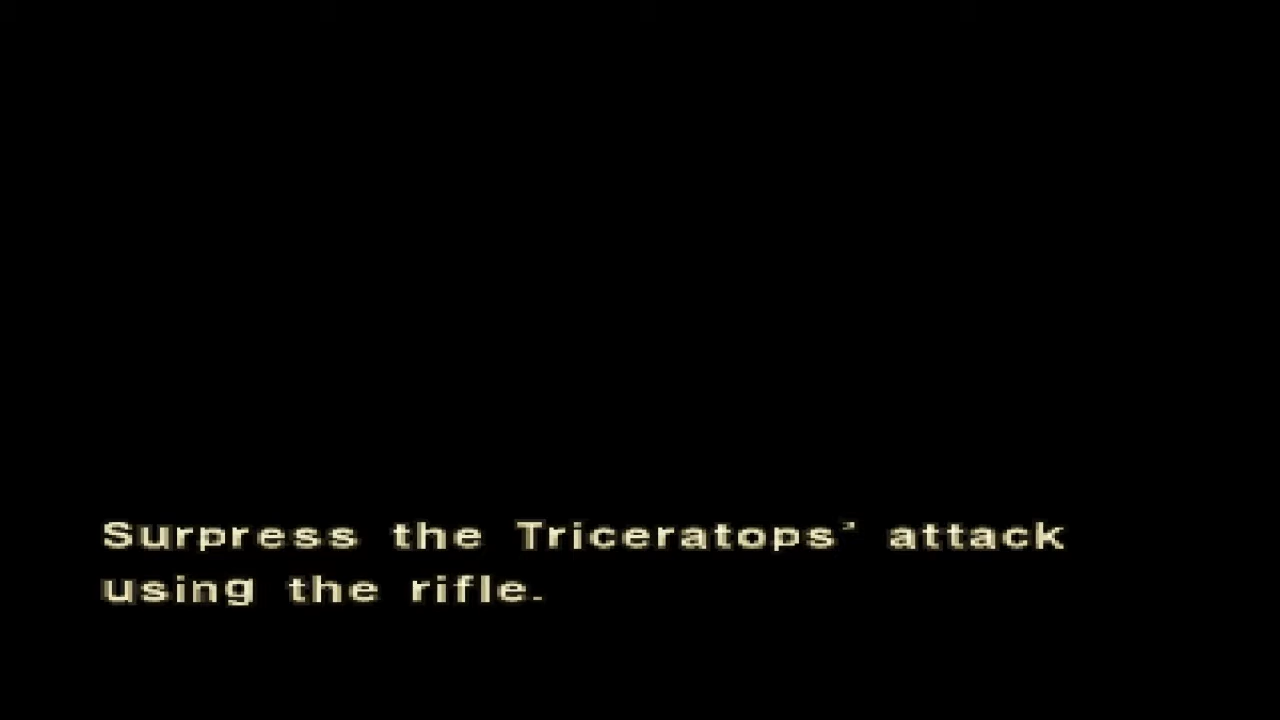 Surpress the Triceratops' attack
using the rifle.